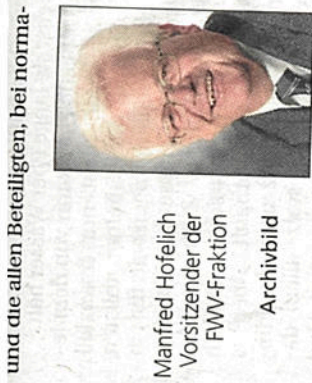 und die allen Beteiligten, bei norma-
Manfred Hofelich
Vorsitzender der
FWV-Fraktion
Archivbild